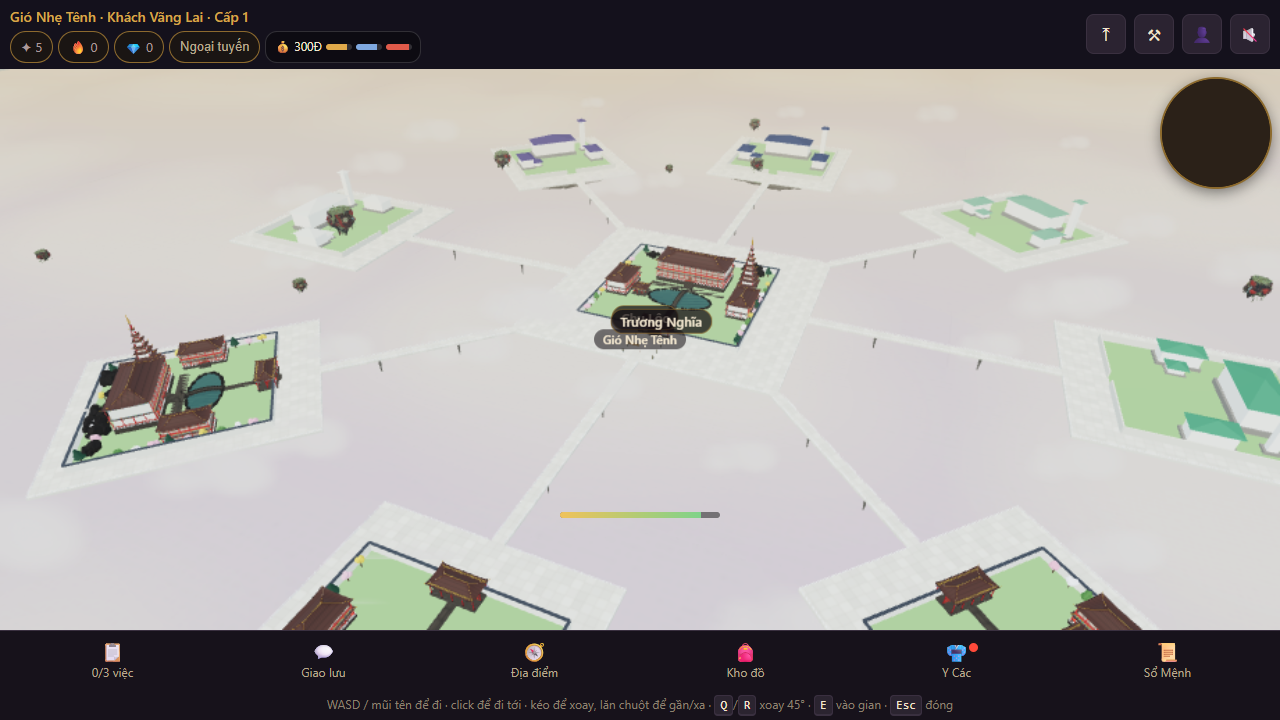 Gió Nhẹ Tênh · Khách Vãng Lai · Cấp 1
5
0
0
Ngoại tuyến
300Đ
Trương Nghĩa
Gió Nhẹ Tênh
0/3 việc
Giao lưu
Địa điểm
Kho đồ
Y Các
Sổ Mệnh
WASD / mũi tên để đi · click để đi tới · kéo để xoay, lăn chuột để gần/xa · Q / R xoay 45° · E vào gian · Esc đóng